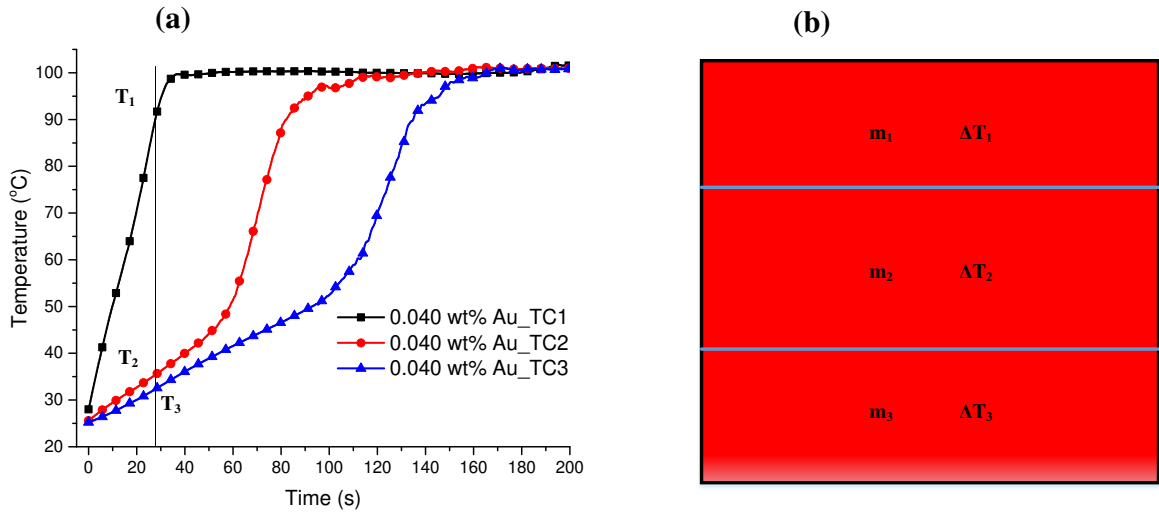 (a)
100
90
80
70
60
50
40
30
20
Temperature (°C)
T1
T2
T3
0.040 wt% Au_TC1
0.040 wt% Au_TC2
0.040 wt% Au_TC3
0 20 40 60 80 100 120 140 160 180 200
Time (s)
(b)
m1 ΔT1
m2 ΔT2
m3 ΔT3